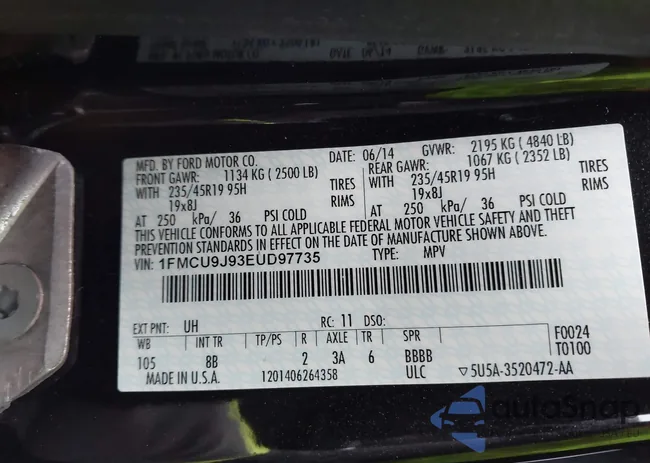 MFD. BY FORD MOTOR CO. DATE: 06/14 GVWR: 2195 KG ( 4840 LB)
FRONT GAWR: 1134 KG ( 2500 LB) REAR GAWR: 1067 KG ( 2352 LB)
WITH 235/45R19 95H TIRES WITH 235/45R19 95H TIRES
19x8J RIMS 19x8J RIMS
AT 250 kPa/ 36 PSI COLD AT 250 kPa/ 36 PSI COLD
THIS VEHICLE CONFORMS TO ALL APPLICABLE FEDERAL MOTOR VEHICLE SAFETY AND THEFT
PREVENTION STANDARDS IN EFFECT ON THE DATE OF MANUFACTURE SHOWN ABOVE.
VIN: 1FMCU9J93EUD97735 TYPE: MPV
EXT PNT: UH RC: 11 DSO: F0024
WB INT TR TP/PS R AXLE TR SPR T0100
105 8B 2 3A 6 BBBB
MADE IN U.S.A. 1201406264358 ULC ▽5U5A-3520472-AA
autoSnap